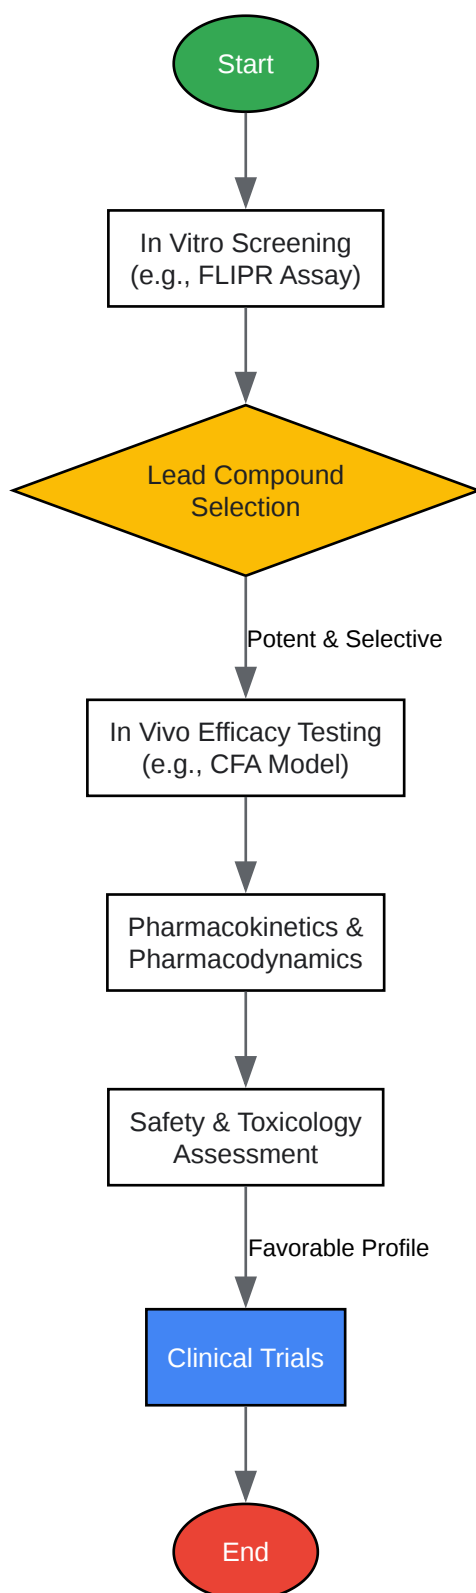 Start
In Vitro Screening
(e.g., FLIPR Assay)
Lead Compound
Selection
Potent & Selective
In Vivo Efficacy Testing
(e.g., CFA Model)
Pharmacokinetics &
Pharmacodynamics
Safety & Toxicology
Assessment
Favorable Profile
Clinical Trials
End